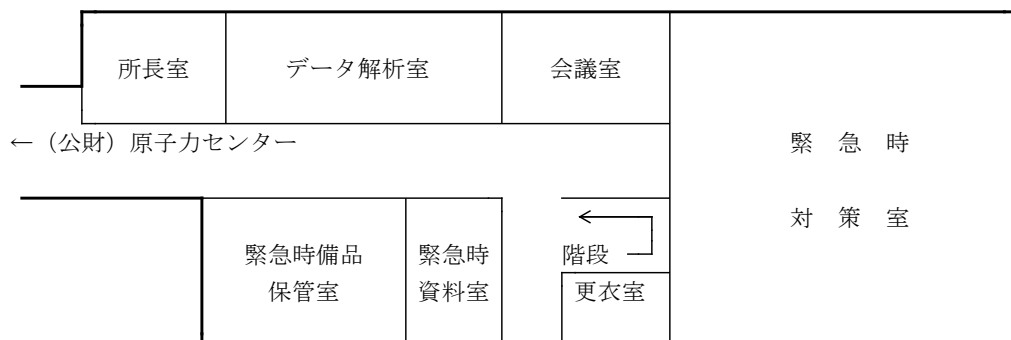 所長室
データ解析室
会議室
←（公財）原子力センター
緊 急 時
対 策 室
緊急時備品
保管室
緊急時
資料室
階段
更衣室